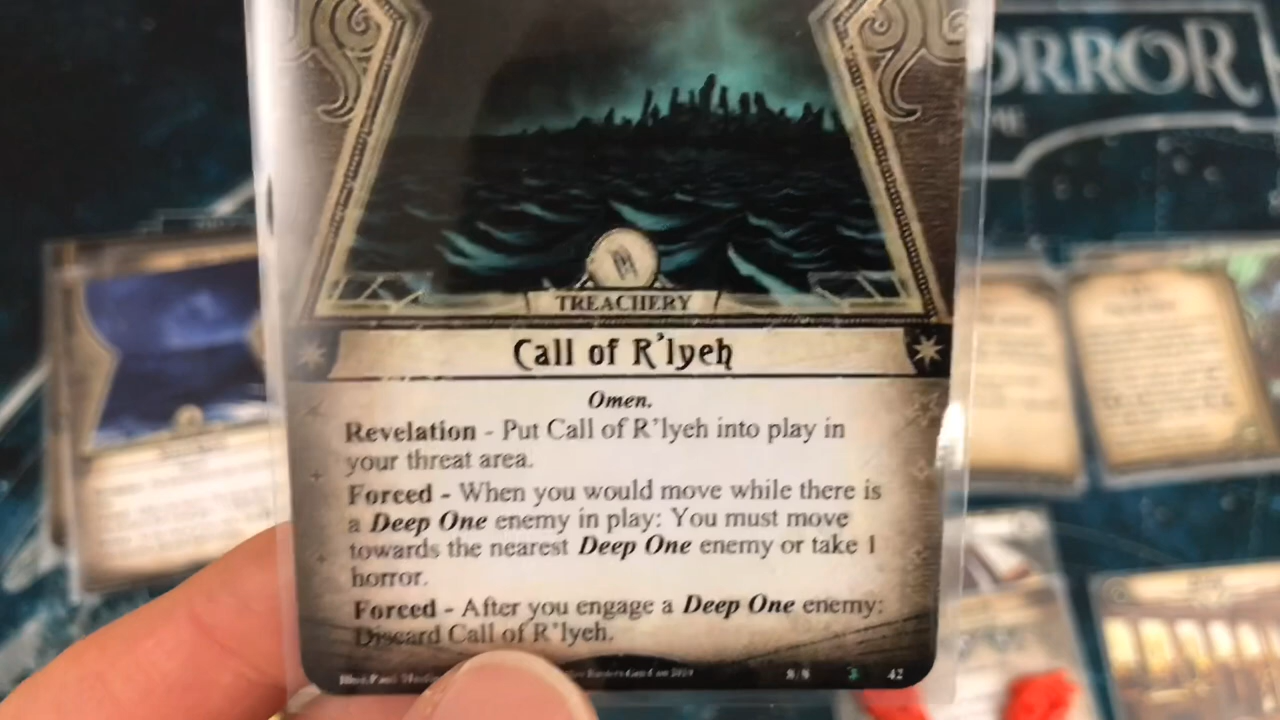 ORROR
TREACHERY
Call of R'lyeh
Omen.
Revelation - Put Call of R'lyeh into play in
your threat area.
Forced - When you would move while there is
a Deep One enemy in play: You must move
towards the nearest Deep One enemy or take 1
horror.
Forced - After you engage a Deep One enemy:
Discard Call of R'lyeh.
8/8 42